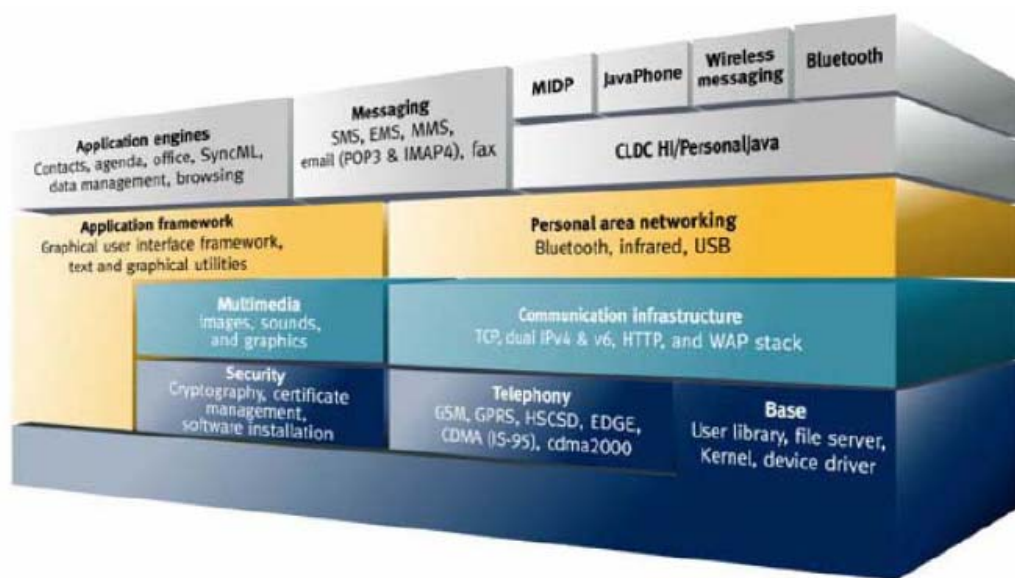 MIDP
JavaPhone
Wireless
messaging
Bluetooth
Application engines
Contacts, agenda, office, SyncML,
data management, browsing
Messaging
SMS, EMS, MMS,
email (POP3 & IMAP4), fax
CLDC HI/PersonalJava
Application framework
Graphical user interface framework,
text and graphical utilities
Personal area networking
Bluetooth, infrared, USB
Multimedia
images, sounds,
and graphics
Communication infrastructure
TCP, dual IPv4 & v6, HTTP, and WAP stack
Security
Cryptography, certificate
management,
software installation
Telephony
GSM, GPRS, HSCSD, EDGE,
CDMA (IS-95), cdma2000
Base
User library, file server,
Kernel, device driver